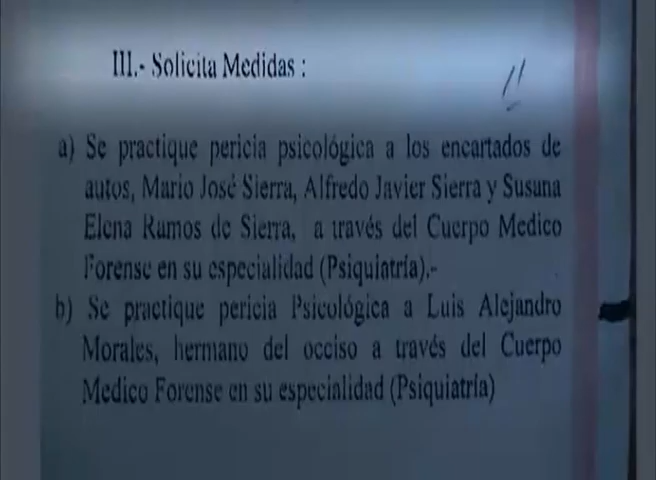 III.- Solicita Medidas :
a) Se practique pericia psicológica a los encartados de
autos, Mario José Sierra, Alfredo Javier Sierra y Susana
Elena Ramos de Sierra, a través del Cuerpo Medico
Forense en su especialidad (Psiquiatría).-
b) Se practique pericia Psicológica a Luis Alejandro
Morales, hermano del occiso a través del Cuerpo
Medico Forense en su especialidad (Psiquiatría)